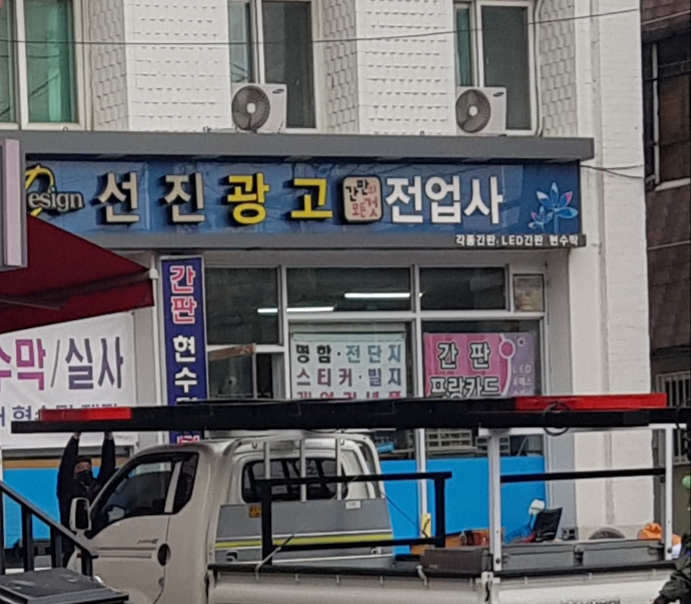 Design 선진광고 간판의 모든것 전업사
각종간판·LED간판 현수막
간판 현수막
수막/실사
명함·전단지
스티커·빌지
간판
프랑카드
LED